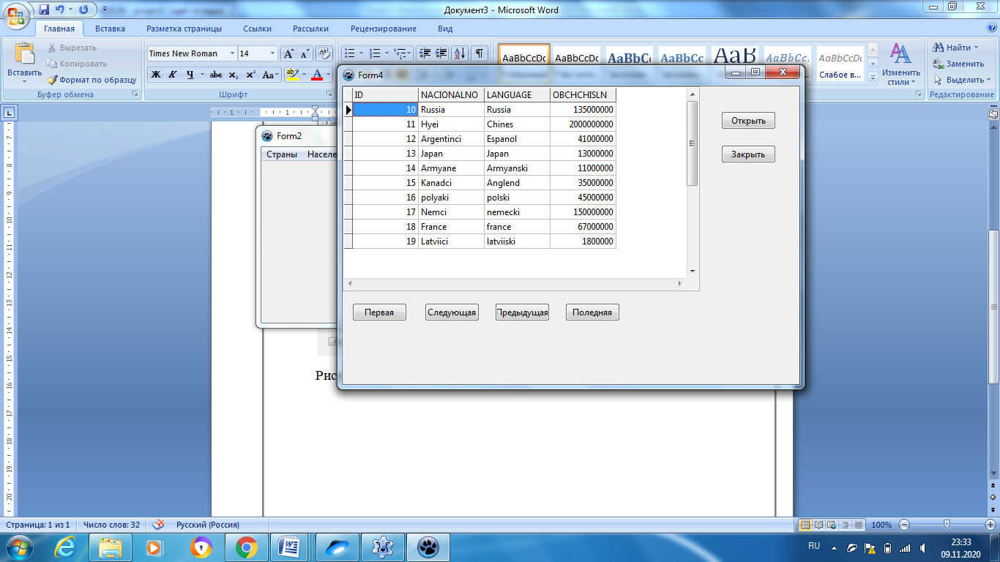 Документ3 - Microsoft Word
Главная Вставка Разметка страницы Ссылки Рассылки Рецензирование Вид
Вставить
Вырезать
Копировать
Формат по образцу
Буфер обмена
Times New Roman 14
Ж К Ч abc x₂ x² Aa
Шрифт
AaBbCcDc AaBbCcDc AaBbC AaBbCc АаВ AaBbCc. AaBbCcDc
Слабое в...
Изменить стили
Найти
Заменить
Выделить
Редактирование
Form2
Страны Населе
Form4
ID NACIONALNO LANGUAGE OBCHCHISLN
10 Russia Russia 135000000
11 Hyei Chines 2000000000
12 Argentinci Espanol 41000000
13 Japan Japan 13000000
14 Armyane Armyanski 11000000
15 Kanadci Anglend 35000000
16 polyaki polski 45000000
17 Nemci nemecki 150000000
18 France france 67000000
19 Latviici latviiski 1800000
Открыть
Закрыть
Первая Следующая Предыдущая Поледняя
Рис
Страница: 1 из 1 Число слов: 32 Русский (Россия) 100%
RU 23:33
09.11.2020